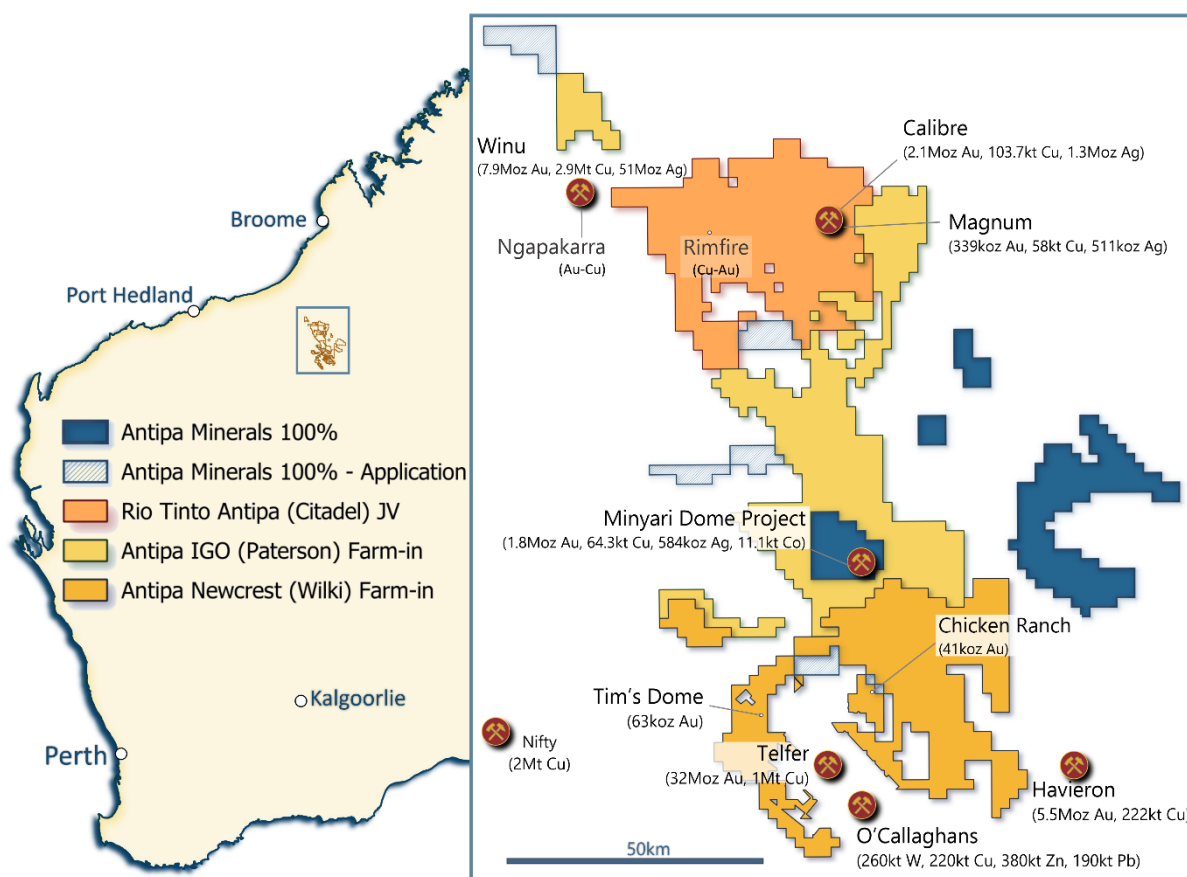 Broome
Port Hedland
Antipa Minerals 100%
Antipa Minerals 100% - Application
Rio Tinto Antipa (Citadel) JV
Antipa IGO (Paterson) Farm-in
Antipa Newcrest (Wilki) Farm-in
Kalgoorlie
Perth
Winu
(7.9Moz Au, 2.9Mt Cu, 51Moz Ag)
Calibre
(2.1Moz Au, 103.7kt Cu, 1.3Moz Ag)
Magnum
(339koz Au, 58kt Cu, 511koz Ag)
Ngapakarra
(Au-Cu)
Rimfire
(Cu-Au)
Minyari Dome Project
(1.8Moz Au, 64.3kt Cu, 584koz Ag, 11.1kt Co)
Chicken Ranch
(41koz Au)
Tim's Dome
(63koz Au)
Nifty
(2Mt Cu)
Telfer
(32Moz Au, 1Mt Cu)
Havieron
(5.5Moz Au, 222kt Cu)
O'Callaghans
(260kt W, 220kt Cu, 380kt Zn, 190kt Pb)
50km